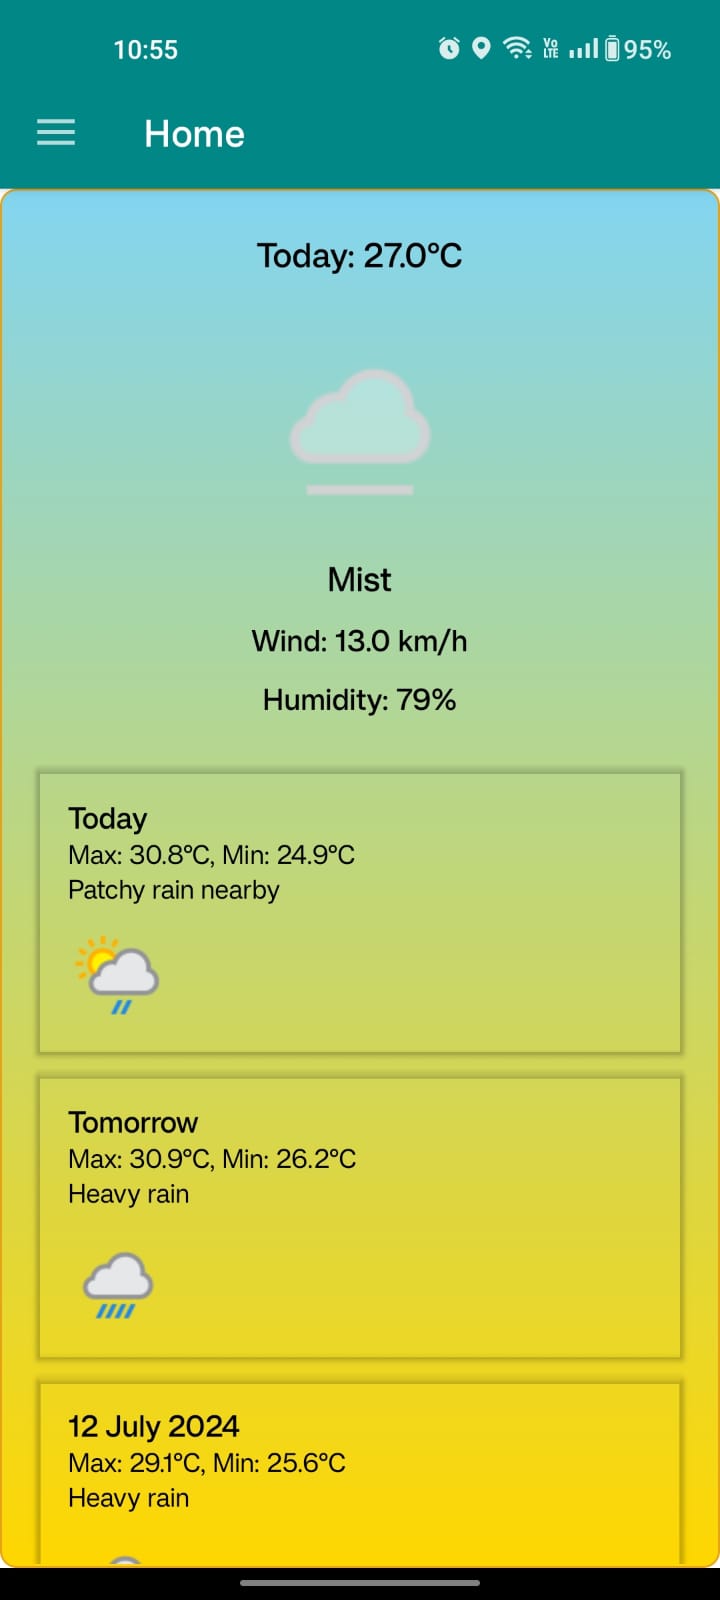 10:55
Vo
LTE
95%
Home
Today: 27.0°C
Mist
Wind: 13.0 km/h
Humidity: 79%
Today
Max: 30.8°C, Min: 24.9°C
Patchy rain nearby
Tomorrow
Max: 30.9°C, Min: 26.2°C
Heavy rain
12 July 2024
Max: 29.1°C, Min: 25.6°C
Heavy rain